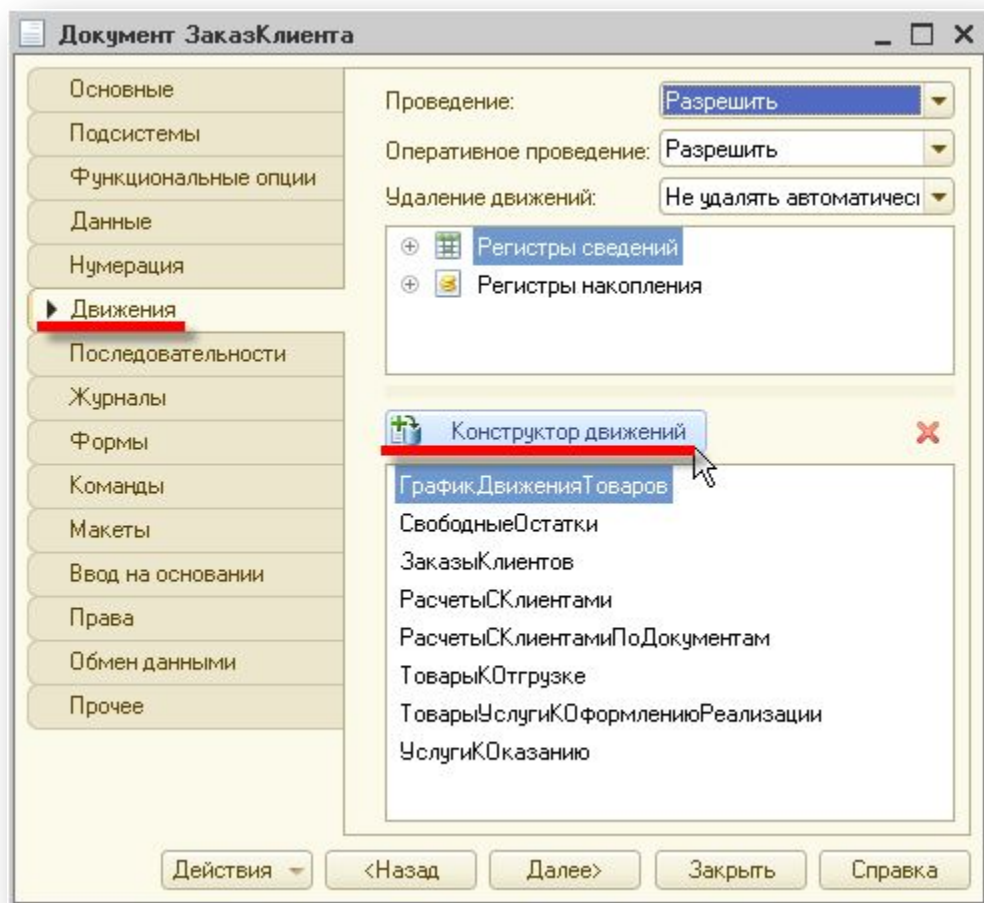 Документ ЗаказКлиента
Основные
Подсистемы
Функциональные опции
Данные
Нумерация
Движения
Последовательности
Журналы
Формы
Команды
Макеты
Ввод на основании
Права
Обмен данными
Прочее
Проведение: Разрешить
Оперативное проведение: Разрешить
Удаление движений: Не удалять автоматичес
Регистры сведений
Регистры накопления
Конструктор движений
ГрафикДвиженияТоваров
СвободныеОстатки
ЗаказыКлиентов
РасчетыСКлиентами
РасчетыСКлиентамиПоДокументам
ТоварыКОтгрузке
ТоварыУслугиКОформлениюРеализации
УслугиКОказанию
Действия <Назад Далее> Закрыть Справка